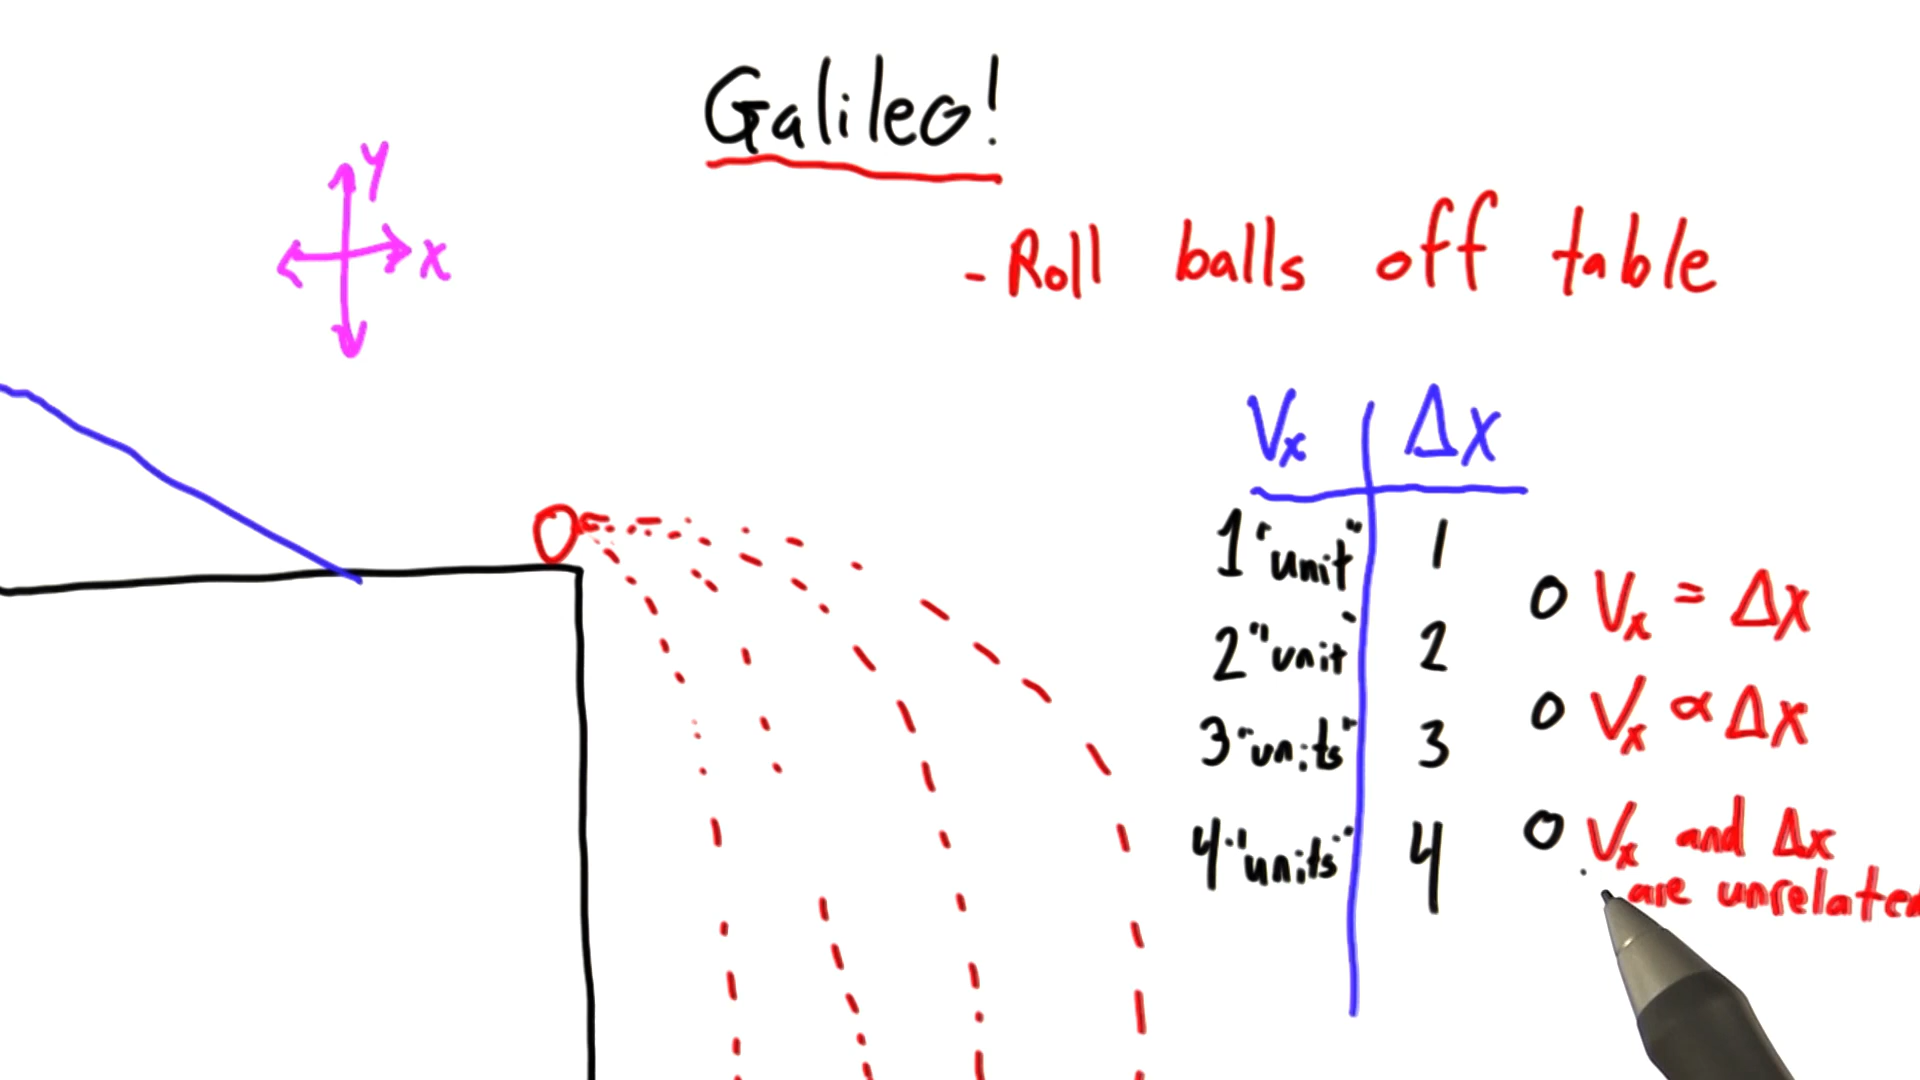 Galileo!
y
x
- Roll balls off table
Vx Δx
1 "unit" 1
2 "unit" 2
3 "units" 3
4 "units" 4
O Vx = Δx
O Vx ∝ Δx
O Vx and Δx
are unrelated